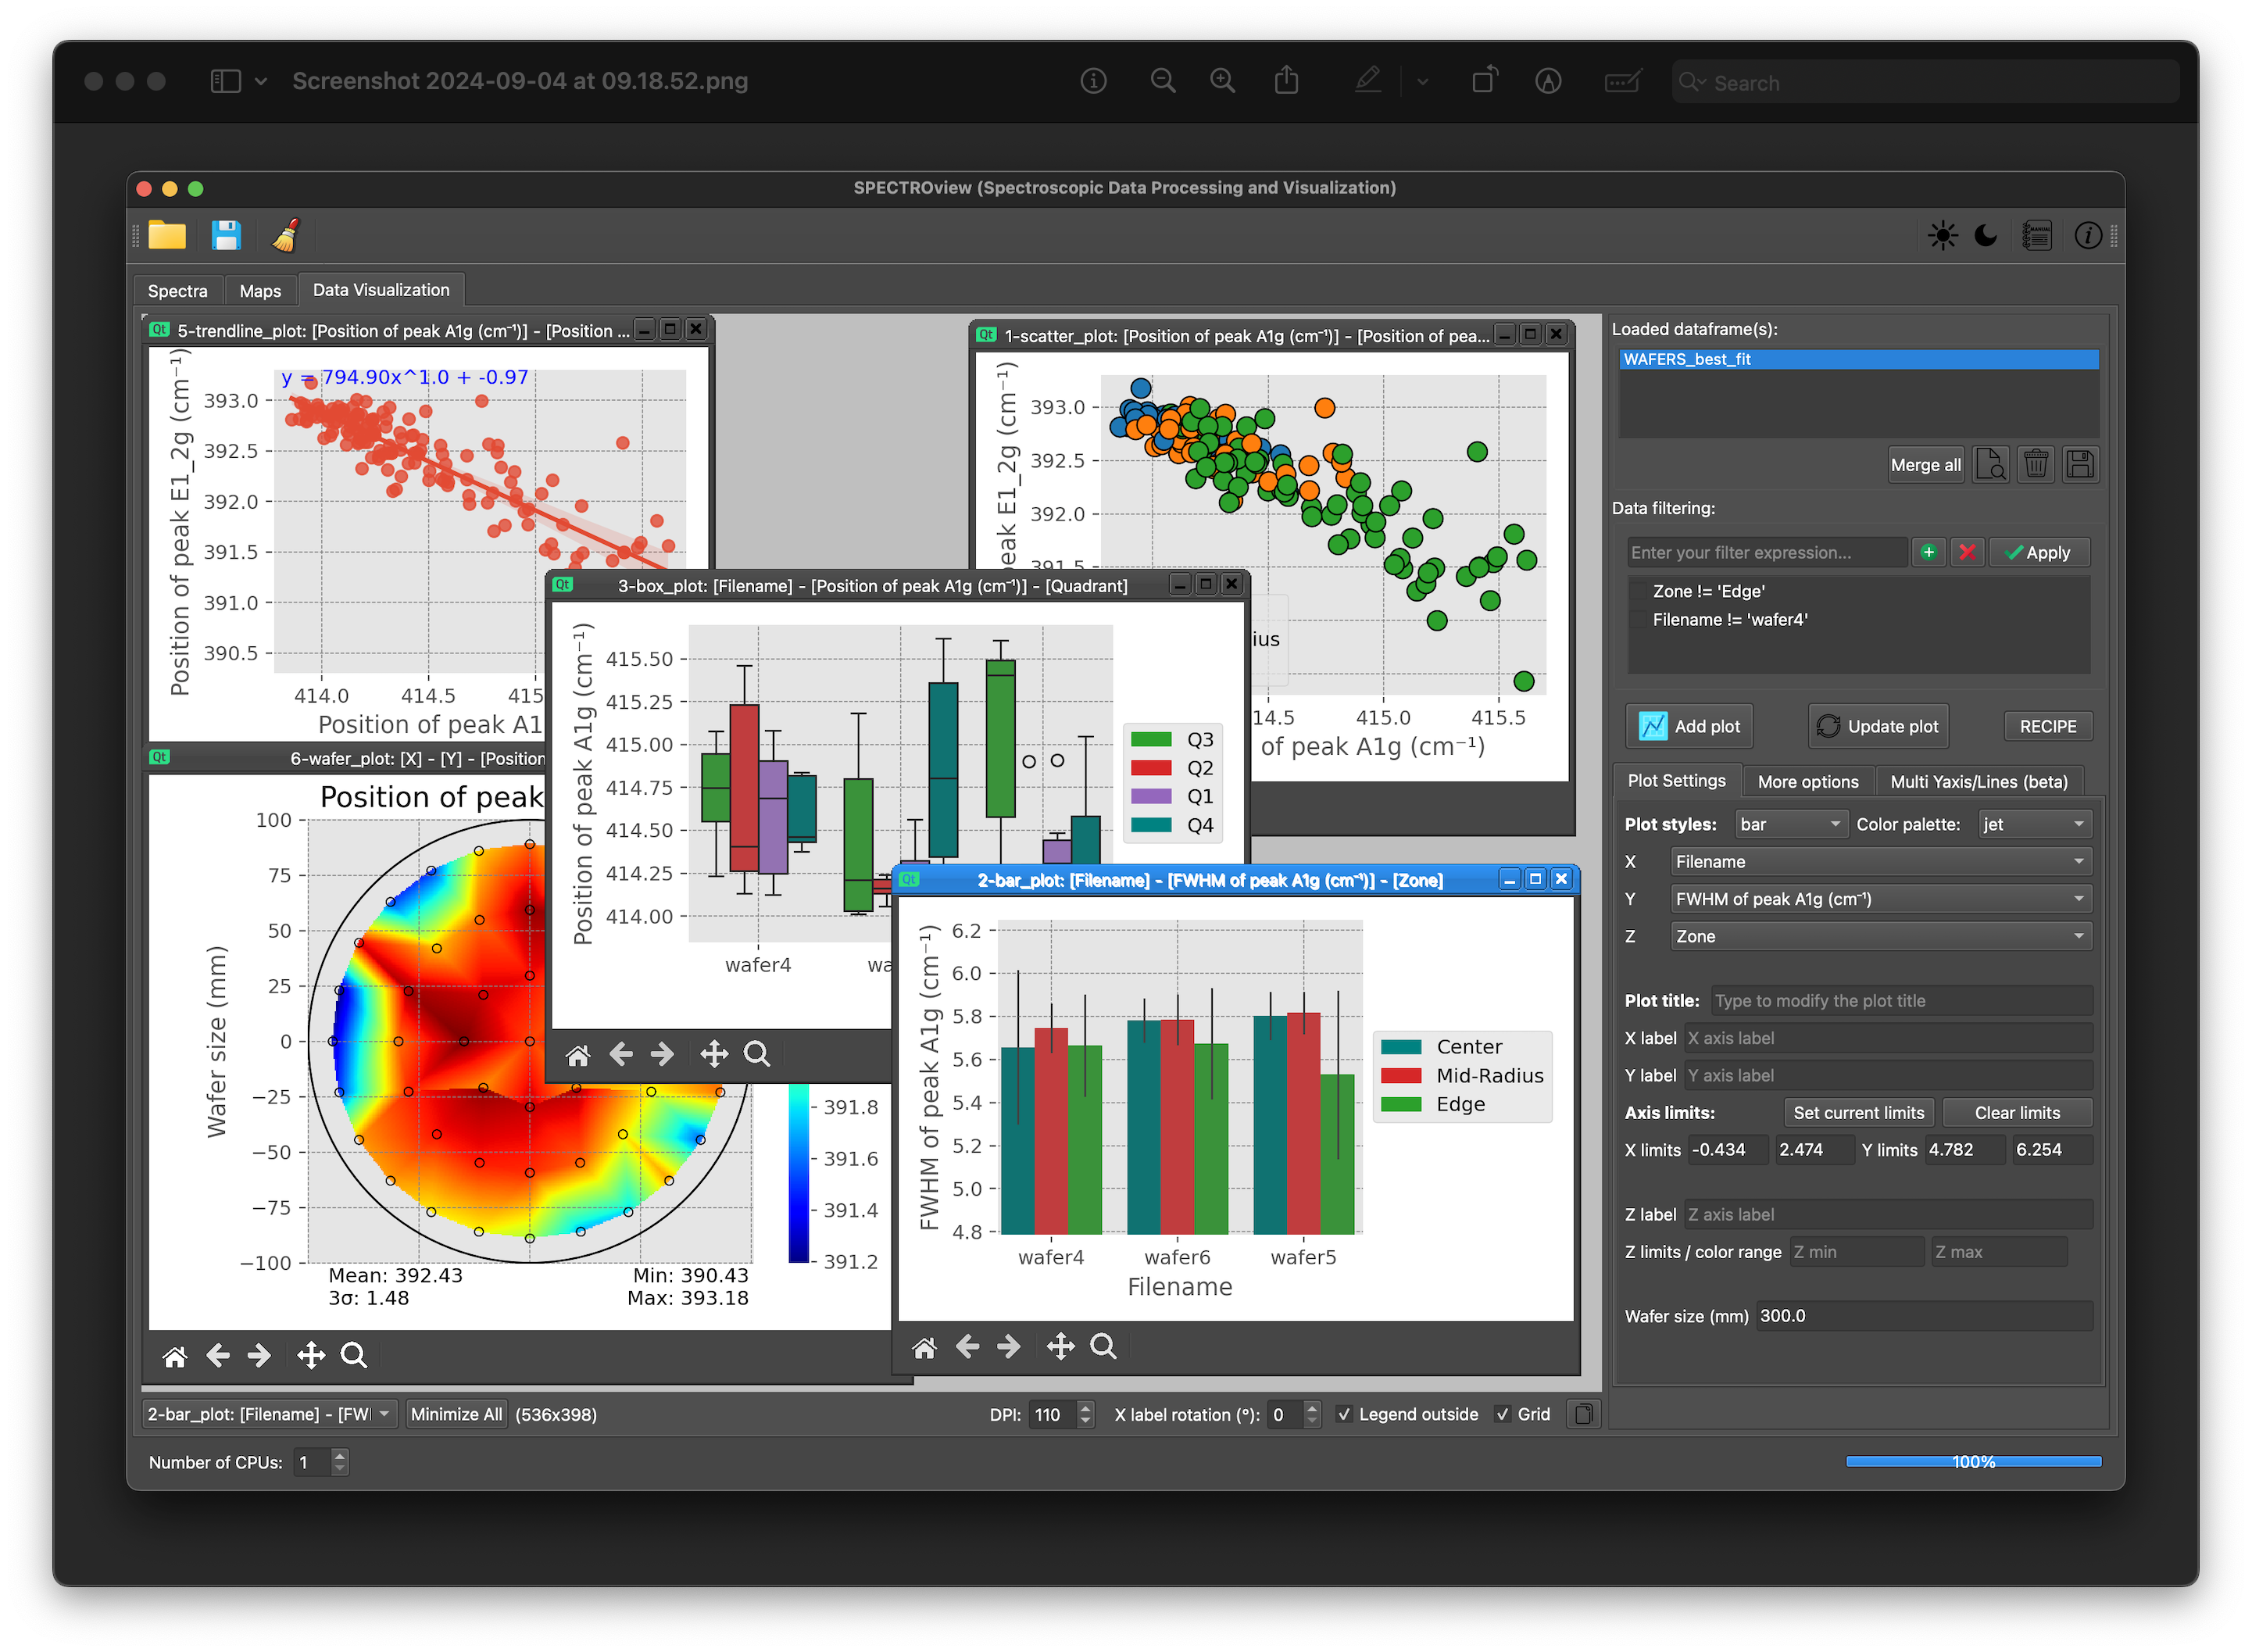 Screenshot 2024-09-04 at 09.18.52.png
Search
SPECTROview (Spectroscopic Data Processing and Visualization)
MANUAL
Spectra
Maps
Data Visualization
Qt 5-trendline_plot: [Position of peak A1g (cm⁻¹)] - [Position ...
y = 794.90x^1.0 + -0.97
Position of peak E1_2g (cm⁻¹)
393.0
392.5
392.0
391.5
391.0
390.5
414.0
414.5
415
Position of peak A1
Qt 1-scatter_plot: [Position of peak A1g (cm⁻¹)] - [Position of pea...
peak E1_2g (cm⁻¹)
393.0
392.5
392.0
391.5
ius
14.5
415.0
415.5
of peak A1g (cm⁻¹)
Qt 3-box_plot: [Filename] - [Position of peak A1g (cm⁻¹)] - [Quadrant]
Position of peak A1g (cm⁻¹)
415.50
415.25
415.00
414.75
414.50
414.25
414.00
wafer4
wa
Q3
Q2
Q1
Q4
Qt 6-wafer_plot: [X] - [Y] - [Position
Position of peak
Wafer size (mm)
100
75
50
25
0
−25
−50
−75
−100
391.8
391.6
391.4
391.2
Mean: 392.43
3σ: 1.48
Min: 390.43
Max: 393.18
Qt 2-bar_plot: [Filename] - [FWHM of peak A1g (cm⁻¹)] - [Zone]
FWHM of peak A1g (cm⁻¹)
6.2
6.0
5.8
5.6
5.4
5.2
5.0
4.8
wafer4
wafer6
wafer5
Filename
Center
Mid-Radius
Edge
Loaded dataframe(s):
WAFERS_best_fit
Merge all
Data filtering:
Enter your filter expression...
Apply
Zone != 'Edge'
Filename != 'wafer4'
Add plot
Update plot
RECIPE
Plot Settings
More options
Multi Yaxis/Lines (beta)
Plot styles: bar Color palette: jet
X Filename
Y FWHM of peak A1g (cm⁻¹)
Z Zone
Plot title: Type to modify the plot title
X label X axis label
Y label Y axis label
Axis limits: Set current limits Clear limits
X limits -0.434 2.474 Y limits 4.782 6.254
Z label Z axis label
Z limits / color range Z min Z max
Wafer size (mm) 300.0
2-bar_plot: [Filename] - [FW
Minimize All (536x398)
DPI: 110
X label rotation (°): 0
Legend outside
Grid
Number of CPUs: 1
100%